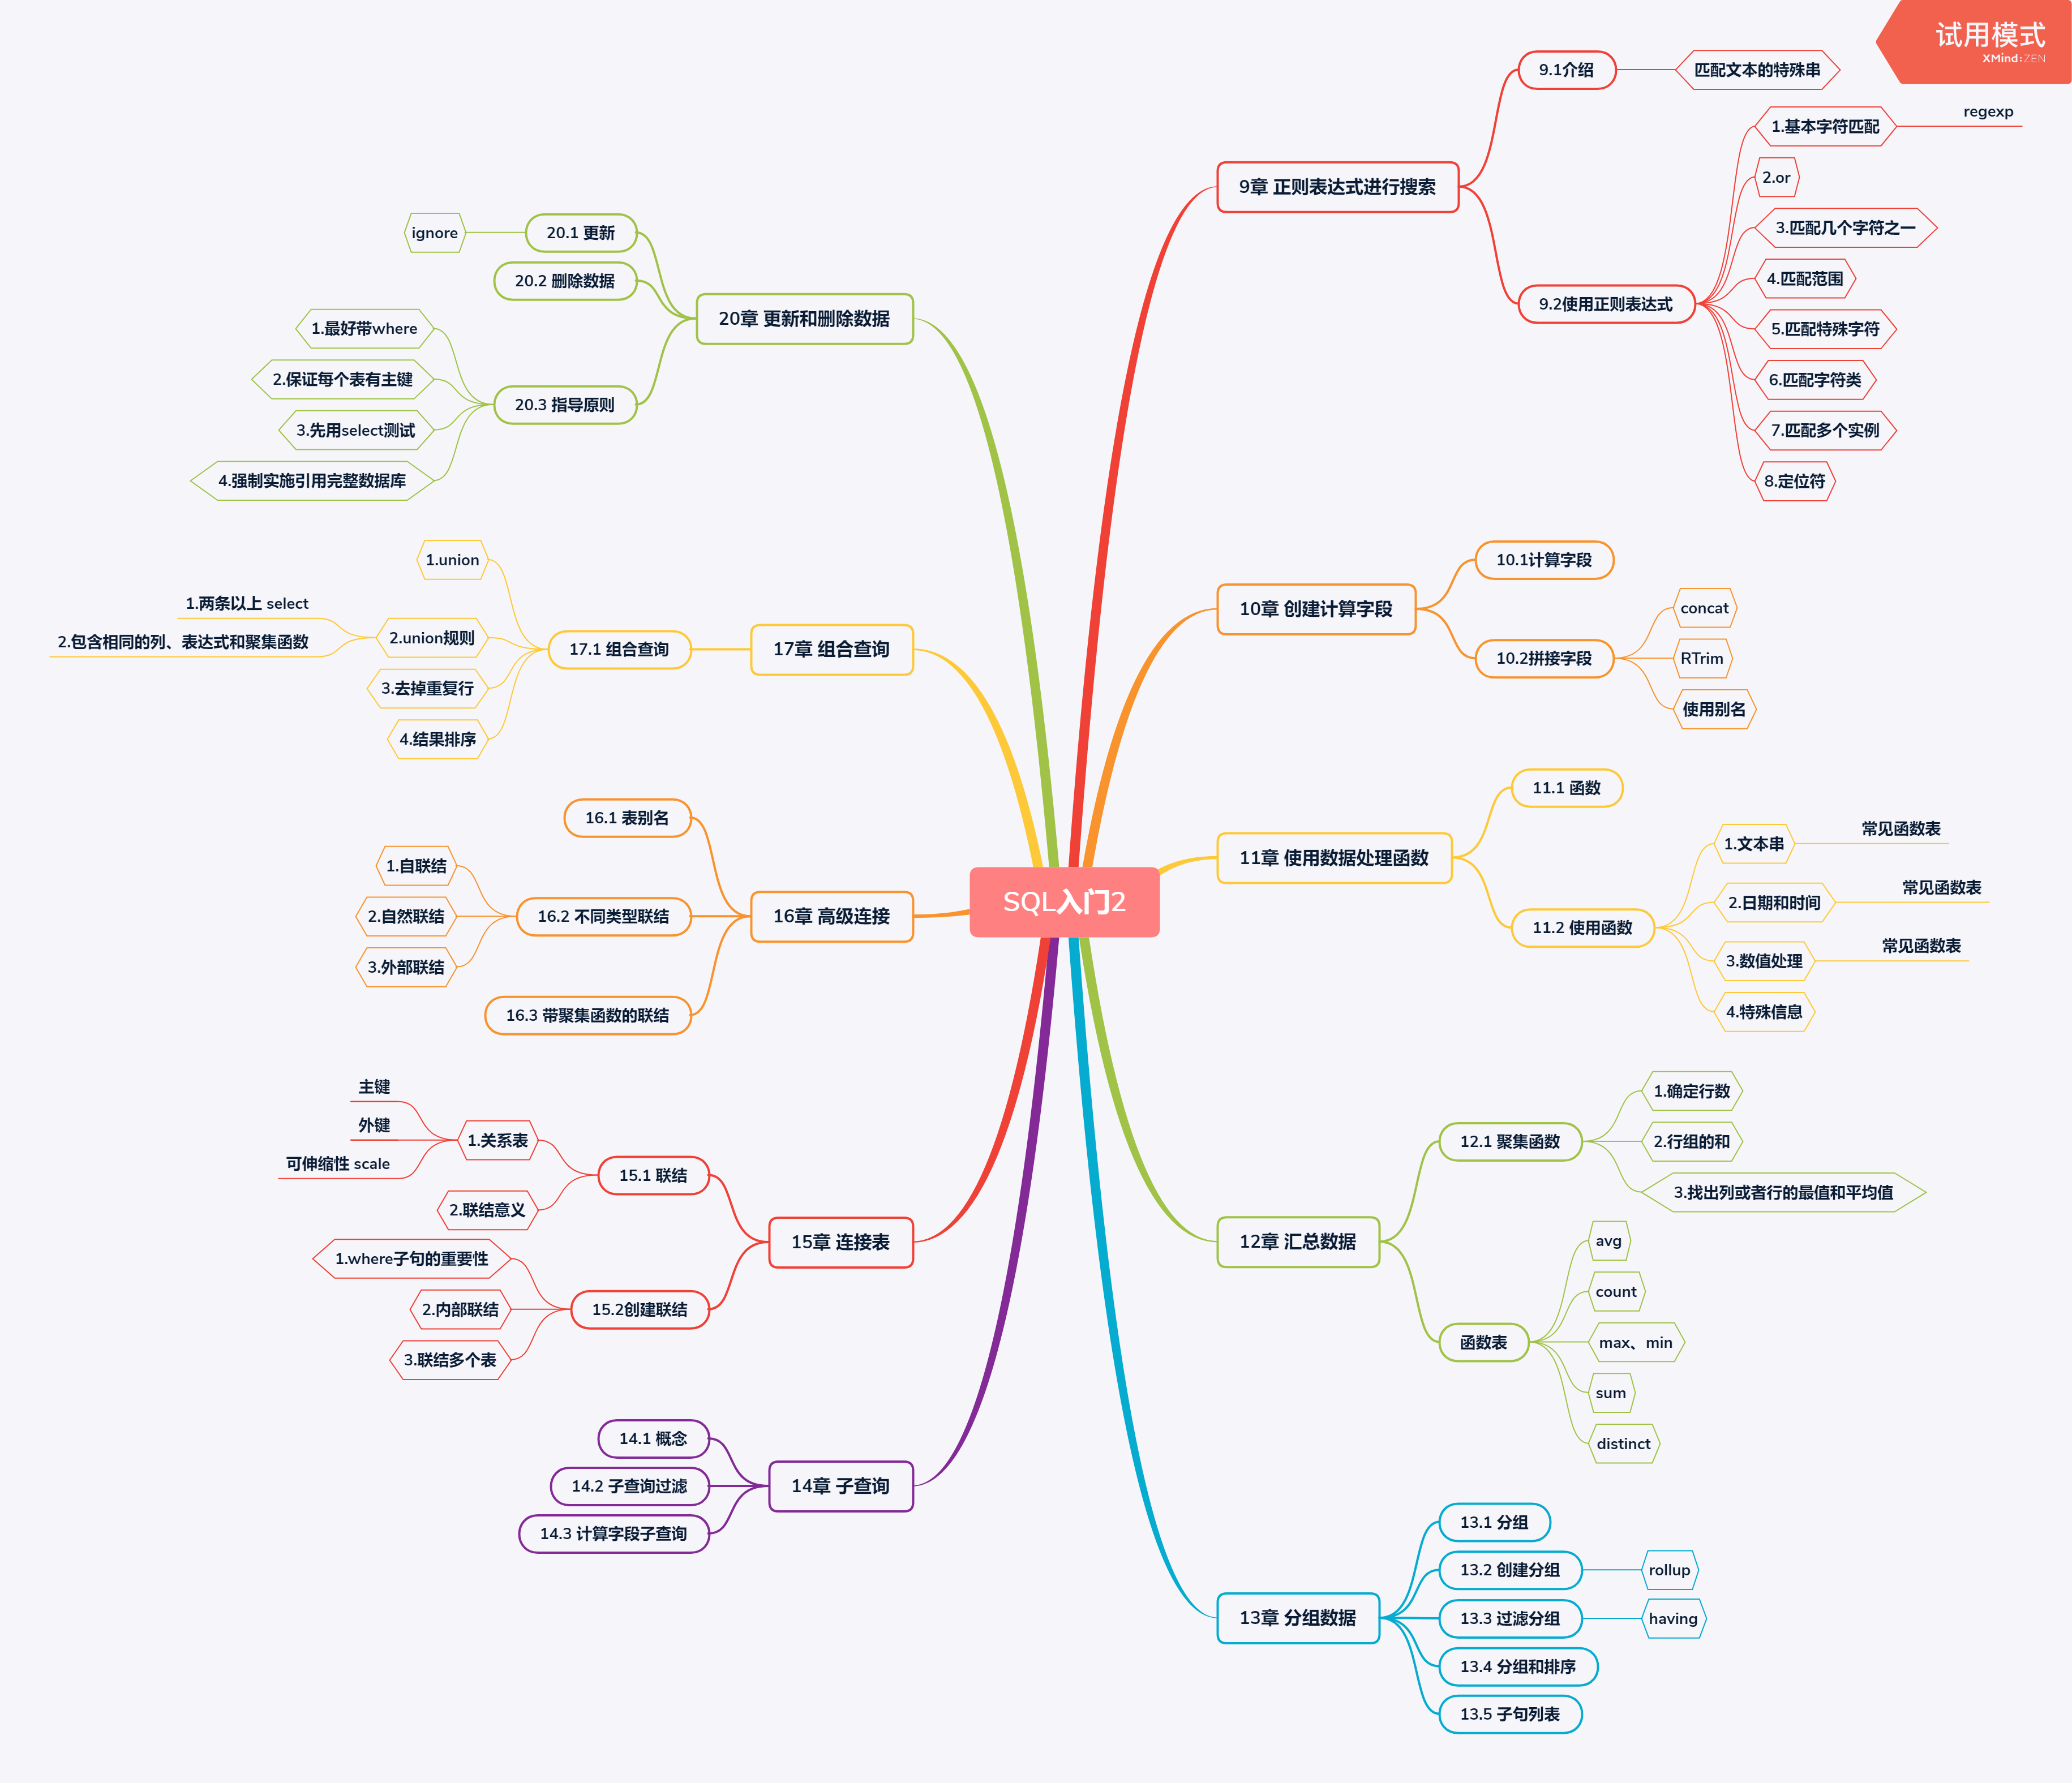 试用模式
XMind:ZEN
SQL入门2
9章 正则表达式进行搜索
9.1介绍
匹配文本的特殊串
9.2使用正则表达式
1.基本字符匹配
regexp
2.or
3.匹配几个字符之一
4.匹配范围
5.匹配特殊字符
6.匹配字符类
7.匹配多个实例
8.定位符
10章 创建计算字段
10.1计算字段
10.2拼接字段
concat
RTrim
使用别名
11章 使用数据处理函数
11.1 函数
11.2 使用函数
1.文本串
常见函数表
2.日期和时间
常见函数表
3.数值处理
常见函数表
4.特殊信息
12章 汇总数据
12.1 聚集函数
1.确定行数
2.行组的和
3.找出列或者行的最值和平均值
函数表
avg
count
max、min
sum
distinct
13章 分组数据
13.1 分组
13.2 创建分组
rollup
13.3 过滤分组
having
13.4 分组和排序
13.5 子句列表
14章 子查询
14.1 概念
14.2 子查询过滤
14.3 计算字段子查询
15章 连接表
15.1 联结
1.关系表
主键
外键
可伸缩性 scale
2.联结意义
15.2创建联结
1.where子句的重要性
2.内部联结
3.联结多个表
16章 高级连接
16.1 表别名
16.2 不同类型联结
1.自联结
2.自然联结
3.外部联结
16.3 带聚集函数的联结
17章 组合查询
17.1 组合查询
1.union
2.union规则
1.两条以上 select
2.包含相同的列、表达式和聚集函数
3.去掉重复行
4.结果排序
20章 更新和删除数据
20.1 更新
ignore
20.2 删除数据
20.3 指导原则
1.最好带where
2.保证每个表有主键
3.先用select测试
4.强制实施引用完整数据库